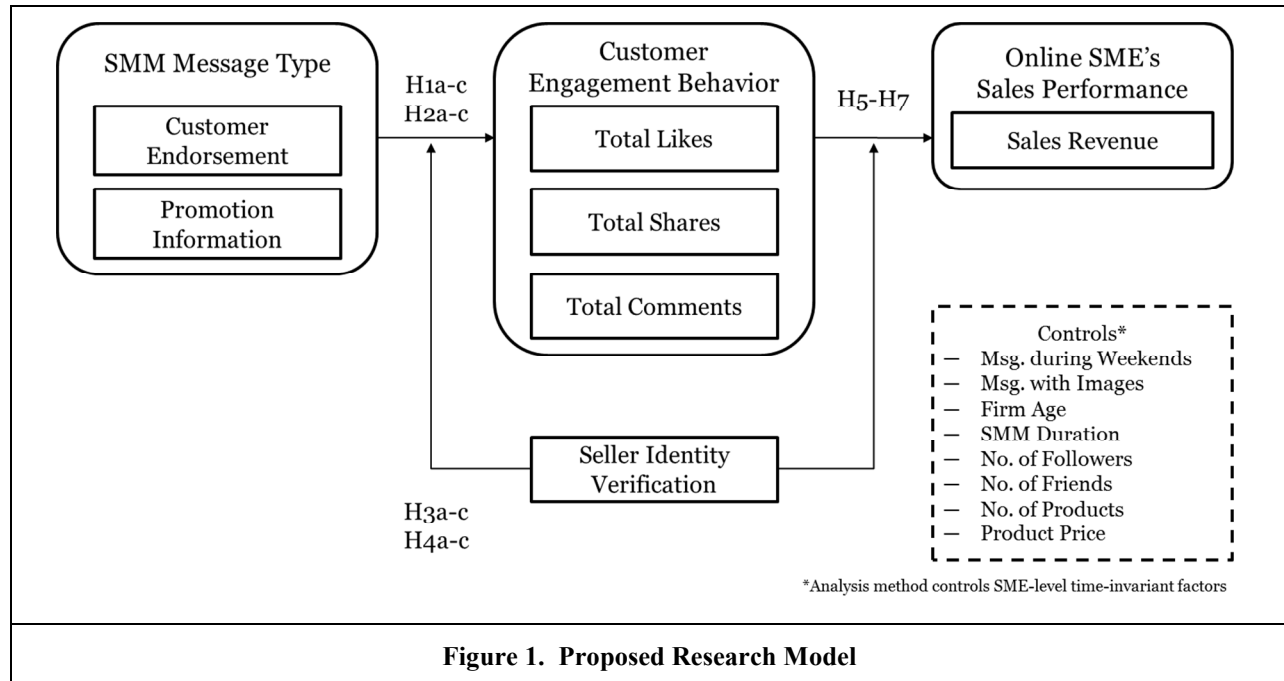 SMM Message Type
Customer
Endorsement
Promotion
Information
H1a-c
H2a-c
Customer
Engagement Behavior
Total Likes
Total Shares
Total Comments
H5-H7
Online SME's
Sales Performance
Sales Revenue
Seller Identity
Verification
H3a-c
H4a-c
Controls*
— Msg. during Weekends
— Msg. with Images
— Firm Age
— SMM Duration
— No. of Followers
— No. of Friends
— No. of Products
— Product Price
*Analysis method controls SME-level time-invariant factors
Figure 1. Proposed Research Model